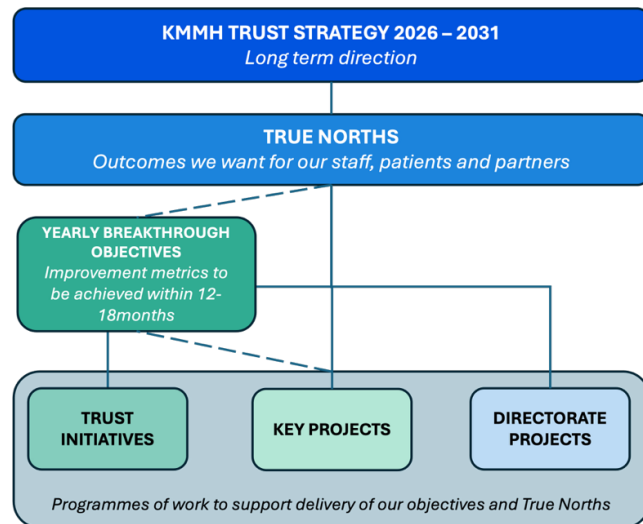 KMMH TRUST STRATEGY 2026 – 2031
Long term direction
TRUE NORTHS
Outcomes we want for our staff, patients and partners
YEARLY BREAKTHROUGH
OBJECTIVES
Improvement metrics to
be achieved within 12-
18months
TRUST
INITIATIVES
KEY PROJECTS
DIRECTORATE
PROJECTS
Programmes of work to support delivery of our objectives and True Norths